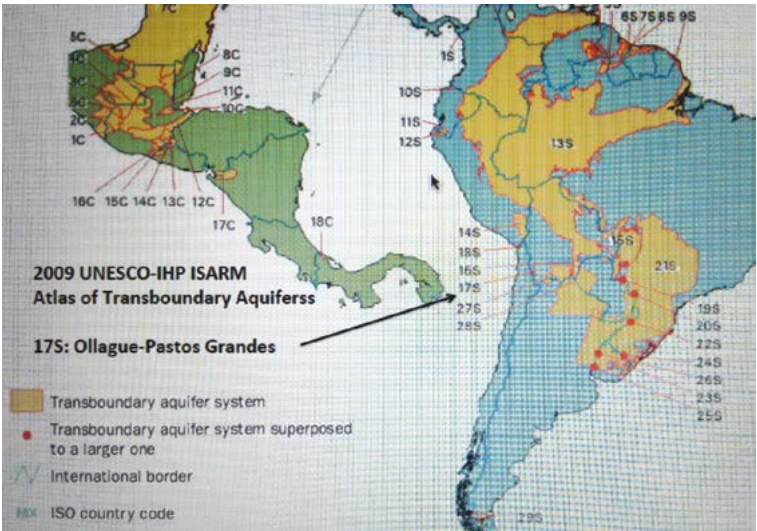 5C
4C
3C
2C
1C
8C
9C
11C
10C
16C
15C
14C
13C
12C
17C
18C
1S
6S 7S 8S 9S
10S
11S
12S
13S
14S
18S
16S
17S
27S
28S
15S
21S
19S
20S
22S
24S
26S
23S
25S
29S
2009 UNESCO-IHP ISARM
Atlas of Transboundary Aquiferss
17S: Ollague-Pastos Grandes
Transboundary aquifer system
Transboundary aquifer system superposed
to a larger one
International border
ISO country code